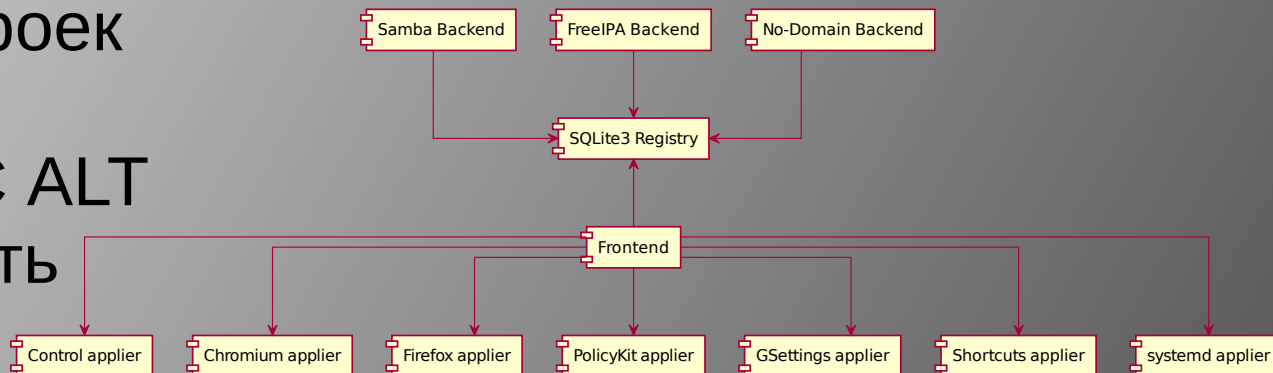 роек
Samba Backend
FreeIPA Backend
No-Domain Backend
SQLite3 Registry
ALT
Frontend
ть
Control applier
Chromium applier
Firefox applier
PolicyKit applier
GSettings applier
Shortcuts applier
systemd applier